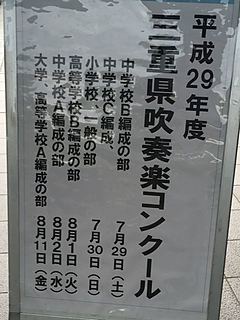 平成29年度
三重県吹奏楽コンクール
中学校B編成の部 7月29日(土)
中学校C編成、
小学校、一般の部 7月30日(日)
高等学校B編成の部 8月1日(火)
中学校A編成の部 8月2日(水)
大学、高等学校A編成の部 8月11日(金)